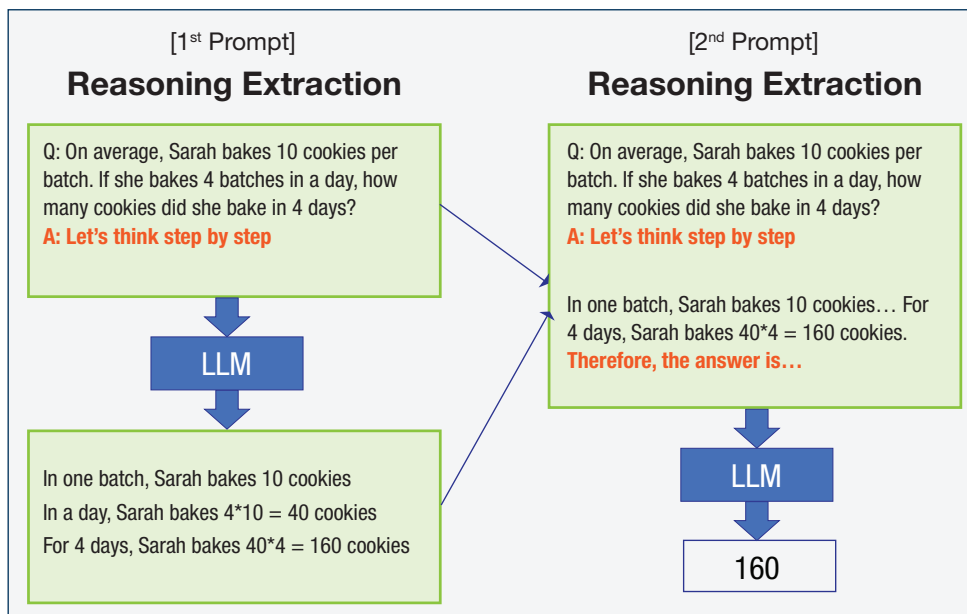 [1st Prompt]
Reasoning Extraction
Q: On average, Sarah bakes 10 cookies per
batch. If she bakes 4 batches in a day, how
many cookies did she bake in 4 days?
A: Let's think step by step
LLM
In one batch, Sarah bakes 10 cookies
In a day, Sarah bakes 4*10 = 40 cookies
For 4 days, Sarah bakes 40*4 = 160 cookies
[2nd Prompt]
Reasoning Extraction
Q: On average, Sarah bakes 10 cookies per
batch. If she bakes 4 batches in a day, how
many cookies did she bake in 4 days?
A: Let's think step by step
In one batch, Sarah bakes 10 cookies... For
4 days, Sarah bakes 40*4 = 160 cookies.
Therefore, the answer is...
LLM
160